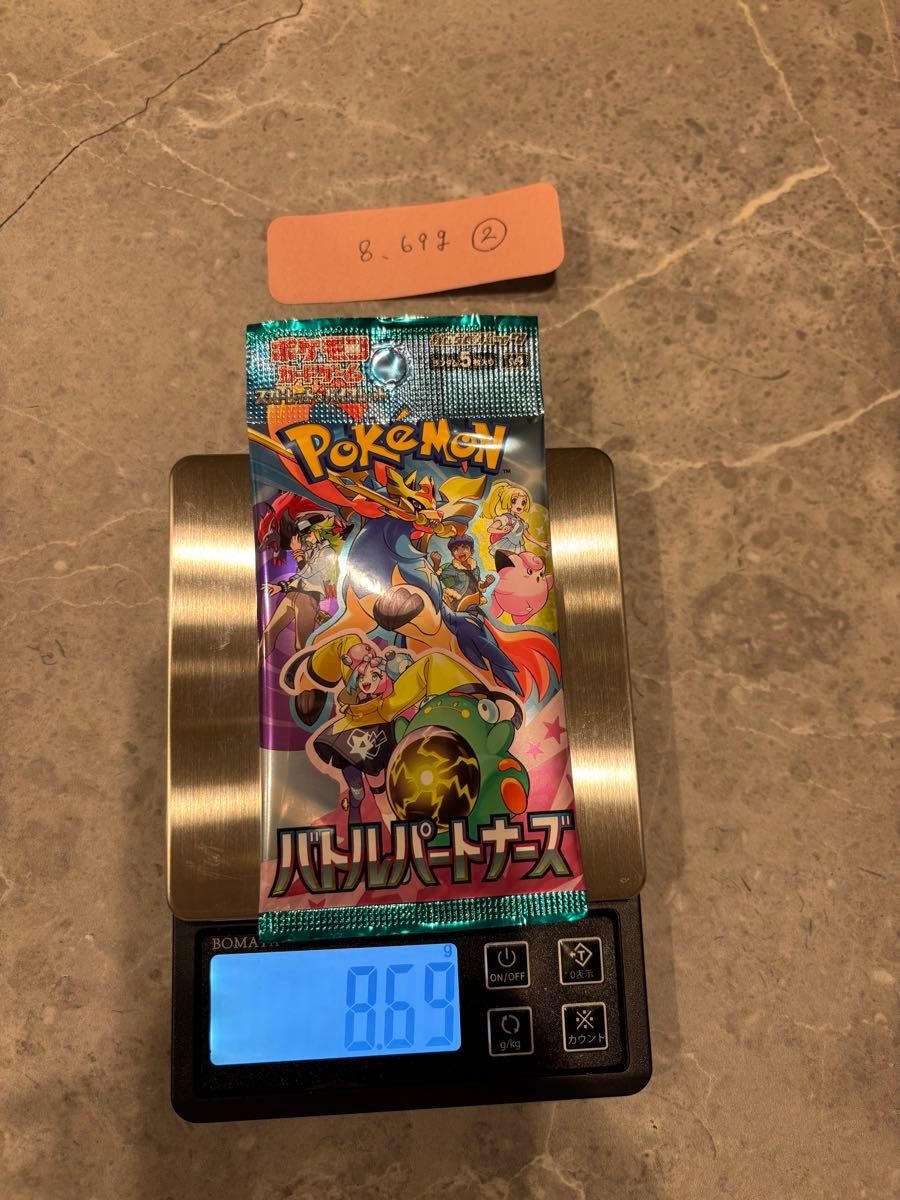 8.69g ②
ポケモン
カードゲーム
POKÉMON
TM
バトルパートナーズ
BOMATA
g
8.69
ON/OFF
0表示
g/kg
カウント